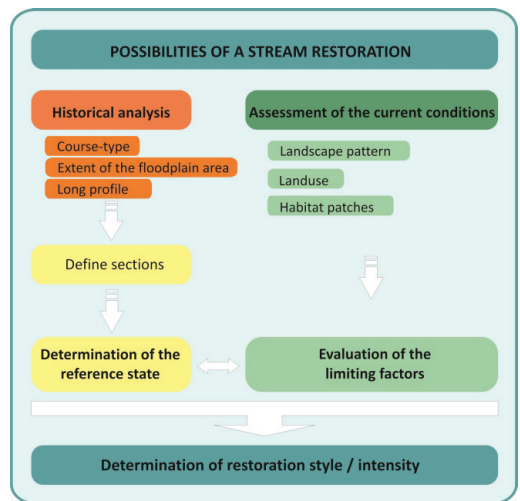 POSSIBILITIES OF A STREAM RESTORATION
Historical analysis
Course-type
Extent of the floodplain area
Long profile
Define sections
Determination of the
reference state
Assessment of the current conditions
Landscape pattern
Landuse
Habitat patches
Evaluation of the
limiting factors
Determination of restoration style / intensity